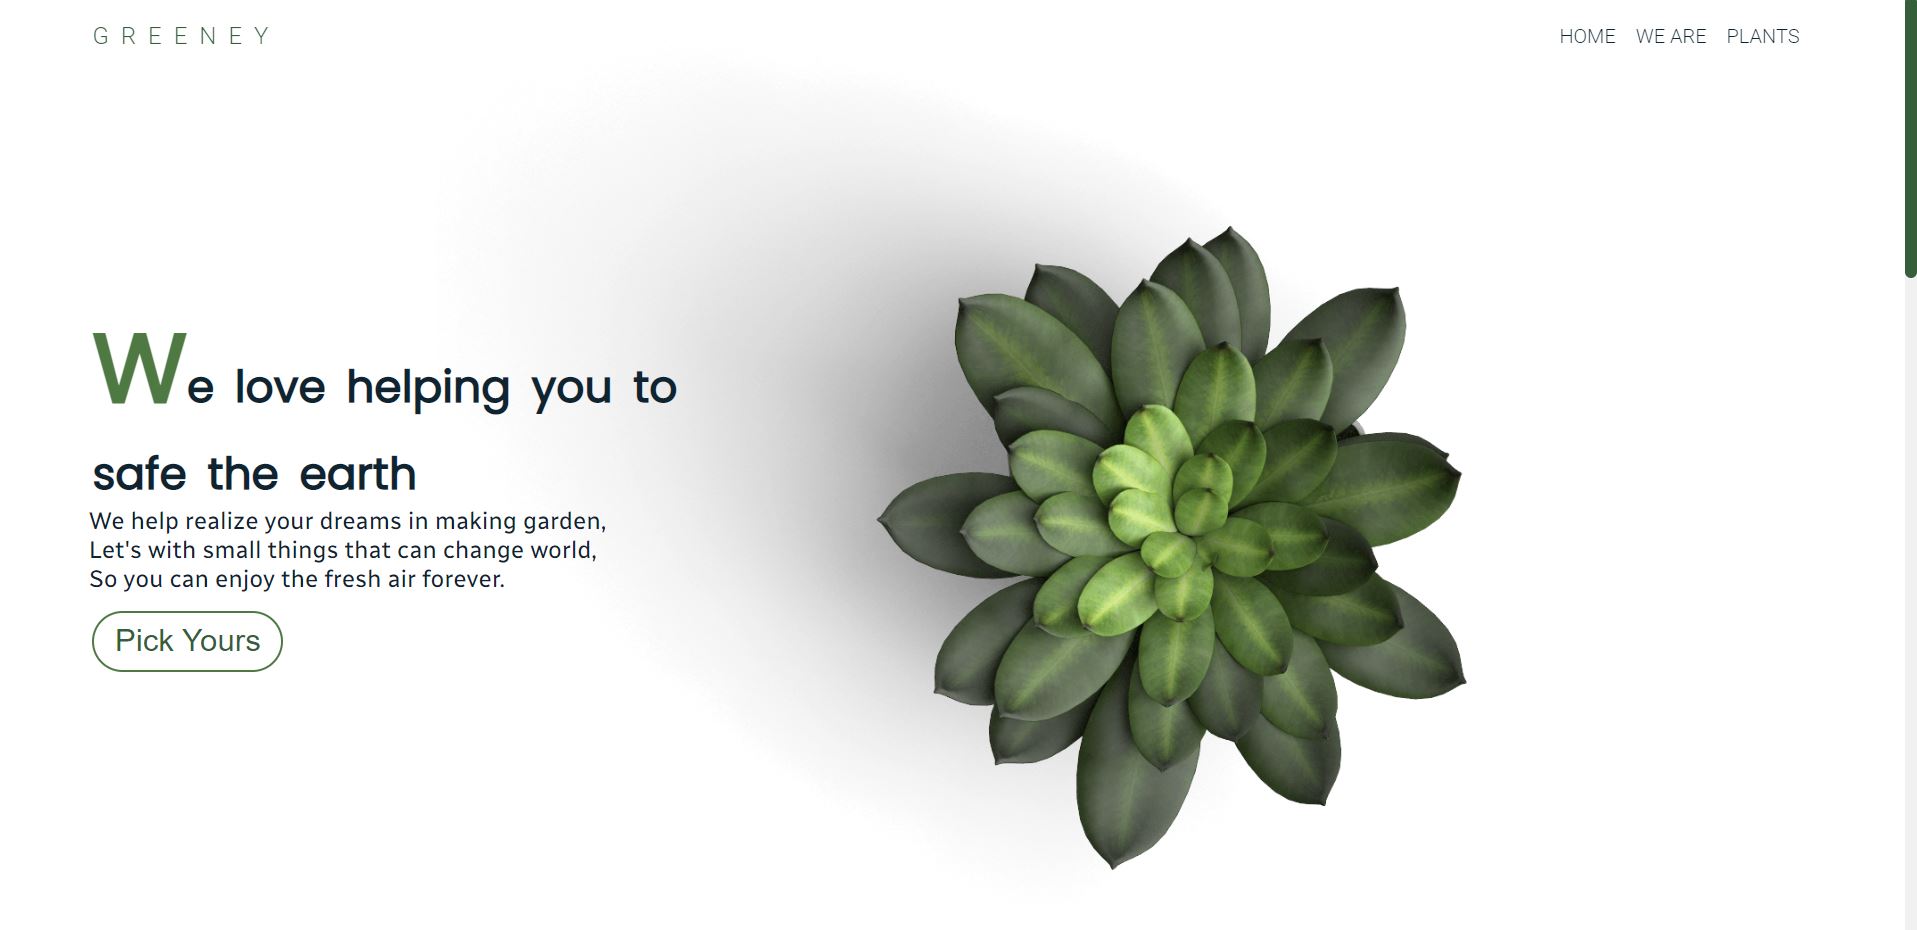 GREENEY
HOME WE ARE PLANTS
We love helping you to
safe the earth
We help realize your dreams in making garden,
Let's with small things that can change world,
So you can enjoy the fresh air forever.
Pick Yours